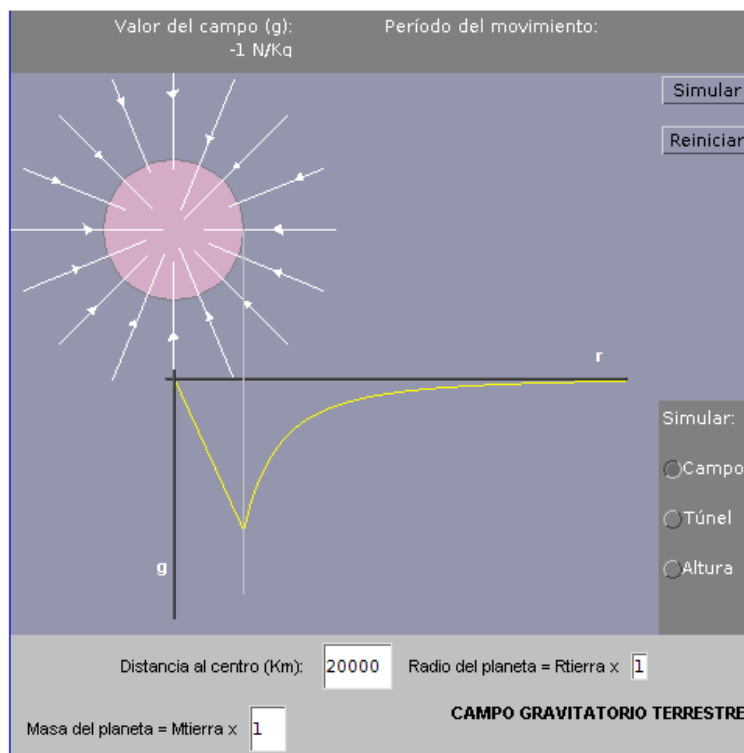 Valor del campo (g):
-1 N/Kg
Período del movimiento:
Simular
Reiniciar
r
g
Simular:
Campo
Túnel
Altura
Distancia al centro (Km): 20000 Radio del planeta = Rtierra x 1
Masa del planeta = Mtierra x 1
CAMPO GRAVITATORIO TERRESTRE